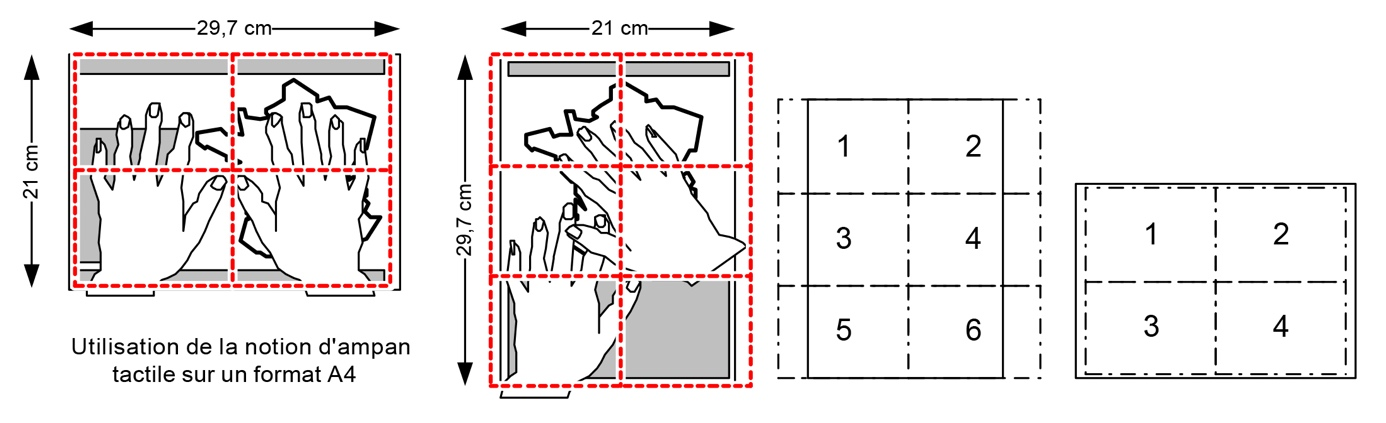 29,7 cm
21 cm
Utilisation de la notion d'ampan
tactile sur un format A4
21 cm
29,7 cm
1 2
3 4
5 6
1 2
3 4